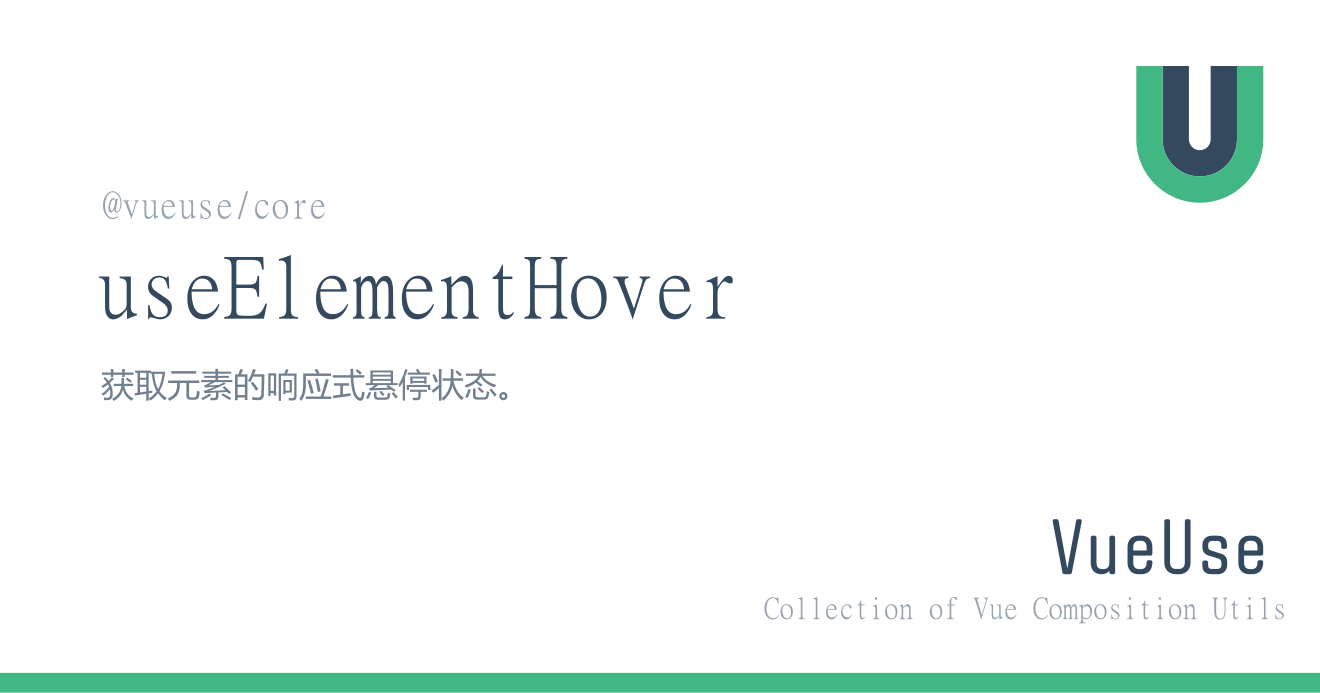 @vueuse/core
useElementHover
获取元素的响应式悬停状态。
VueUse
Collection of Vue Composition Utils